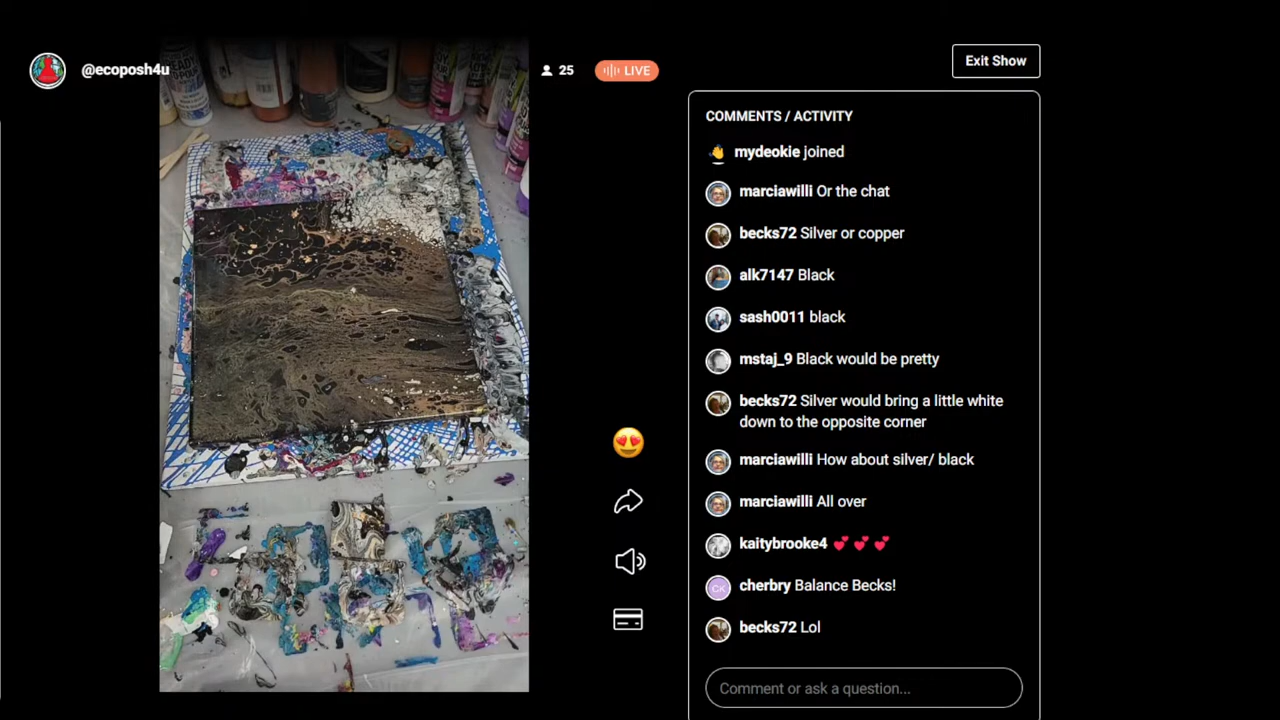 @ecoposh4u
25
LIVE
Exit Show
COMMENTS / ACTIVITY
mydeokie joined
marciawilli Or the chat
becks72 Silver or copper
alk7147 Black
sash0011 black
mstaj_9 Black would be pretty
becks72 Silver would bring a little white
down to the opposite corner
marciawilli How about silver/ black
marciawilli All over
kaitybrooke4 💕 💕 💕
CK
cherbry Balance Becks!
becks72 Lol
Comment or ask a question...